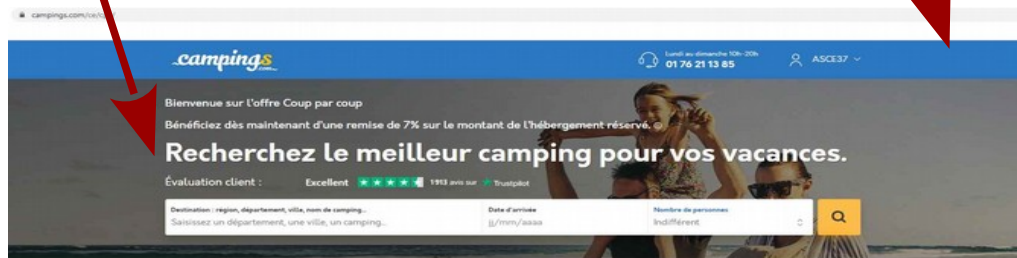 campings.com/ce/c
campings.com
Lundi au dimanche 10h-20h
01 76 21 13 85
ASCE37
Bienvenue sur l'offre Coup par coup
Bénéficiez dès maintenant d'une remise de 7% sur le montant de l'hébergement réservé.
Recherchez le meilleur camping pour vos vacances.
Évaluation client : Excellent 1913 avis sur Trustpilot
Destination : région, département, ville, nom de camping... Date d'arrivée Nombre de personnes
Saisissez un département, une ville, un camping... jj/mm/aaaa Indifférent